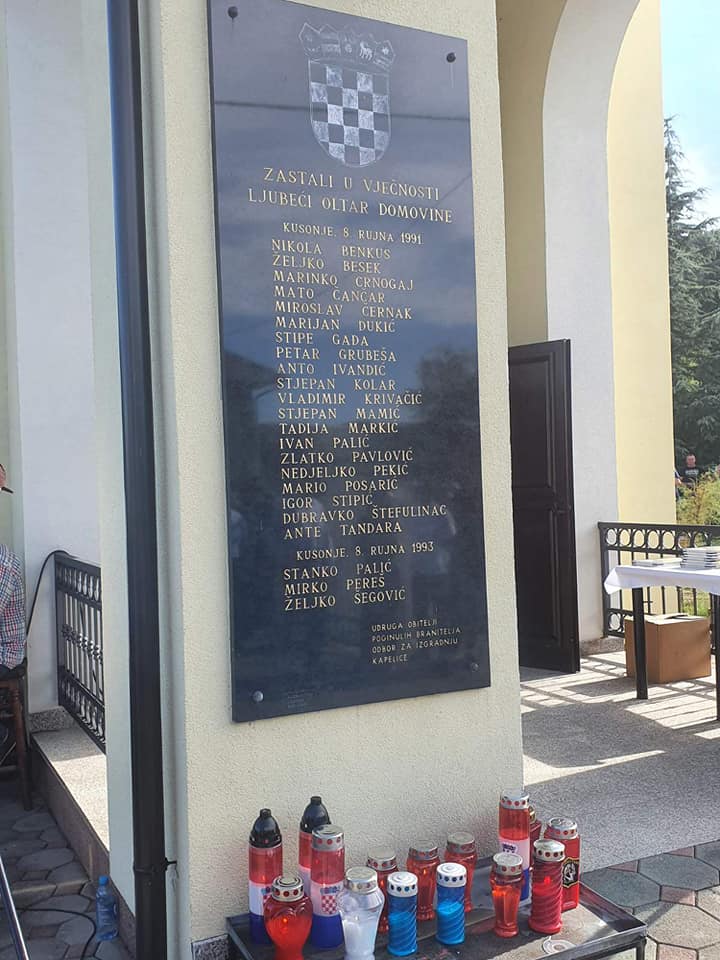 ZASTALI U VJEČNOSTI
LJUBEĆI OLTAR DOMOVINE
KUSONJE, 8. RUJNA 1991.
NIKOLA BENKUS
ŽELJKO BESEK
MARINKO CRNOGAJ
MATO ČANČAR
MIROSLAV ČERNAK
MARIJAN DUKIĆ
STIPE GAĐA
PETAR GRUBEŠA
ANTO IVANDIĆ
STJEPAN KOLAR
VLADIMIR KRIVAČIĆ
STJEPAN MAMIĆ
TADIJA MARKIĆ
IVAN PALIĆ
ZLATKO PAVLOVIĆ
NEDJELJKO PEKIĆ
MARIO POSARIĆ
IGOR STIPIĆ
DUBRAVKO ŠTEFULINAC
ANTE TANDARA
KUSONJE, 8. RUJNA 1993
STANKO PALIĆ
MIRKO PEREŠ
ŽELJKO ŠEGOVIĆ
UDRUGA OBITELJI
POGINULIH BRANITELJA
ODBOR ZA IZGRADNJU
KAPELICE